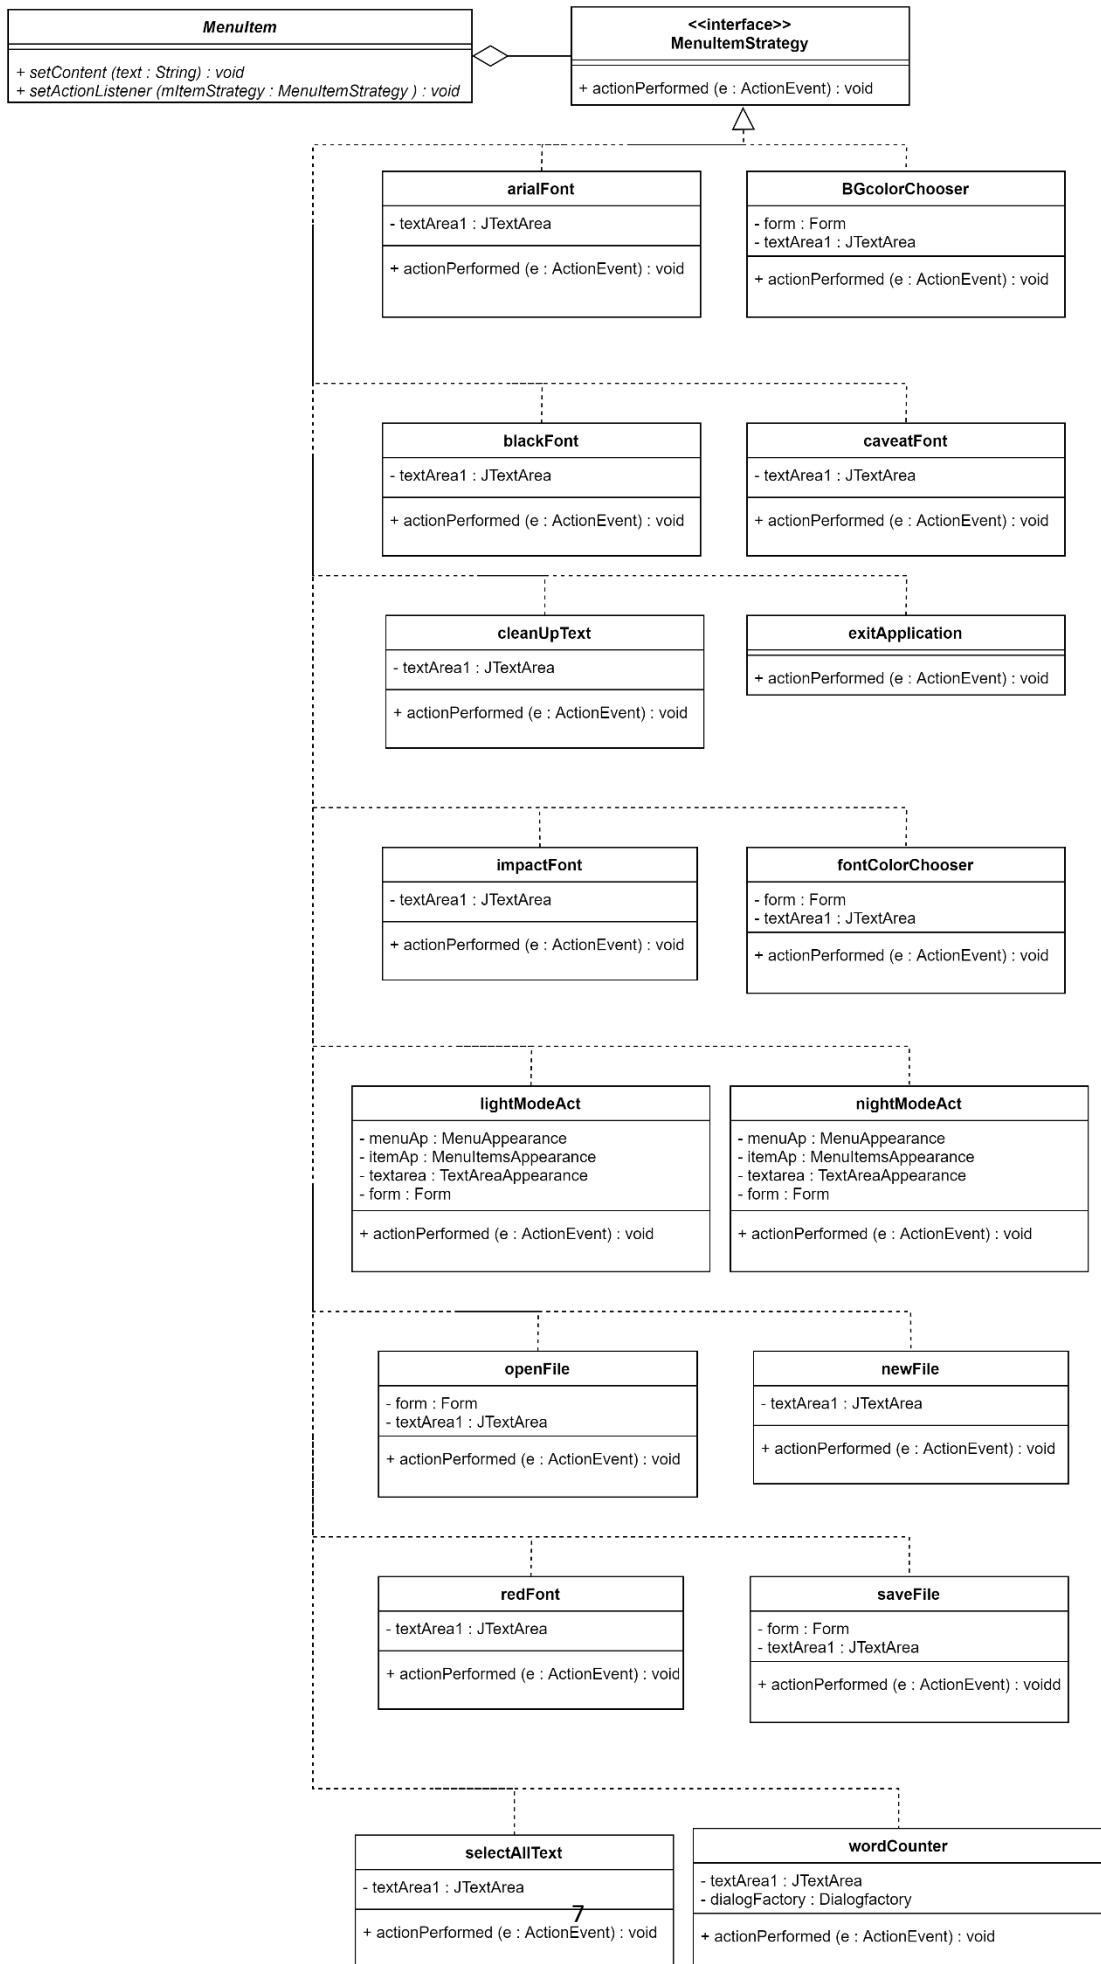 MenuItem
+ setContent (text : String) : void
+ setActionListener (mItemStrategy : MenuItemStrategy ) : void
<<interface>>
MenuItemStrategy
+ actionPerformed (e : ActionEvent) : void
arialFont
- textArea1 : JTextArea
+ actionPerformed (e : ActionEvent) : void
BGcolorChooser
- form : Form
- textArea1 : JTextArea
+ actionPerformed (e : ActionEvent) : void
blackFont
- textArea1 : JTextArea
+ actionPerformed (e : ActionEvent) : void
caveatFont
- textArea1 : JTextArea
+ actionPerformed (e : ActionEvent) : void
cleanUpText
- textArea1 : JTextArea
+ actionPerformed (e : ActionEvent) : void
exitApplication
+ actionPerformed (e : ActionEvent) : void
impactFont
- textArea1 : JTextArea
+ actionPerformed (e : ActionEvent) : void
fontColorChooser
- form : Form
- textArea1 : JTextArea
+ actionPerformed (e : ActionEvent) : void
lightModeAct
- menuAp : MenuAppearance
- itemAp : MenuItemsAppearance
- textarea : TextAreaAppearance
- form : Form
+ actionPerformed (e : ActionEvent) : void
nightModeAct
- menuAp : MenuAppearance
- itemAp : MenuItemsAppearance
- textarea : TextAreaAppearance
- form : Form
+ actionPerformed (e : ActionEvent) : void
openFile
- form : Form
- textArea1 : JTextArea
+ actionPerformed (e : ActionEvent) : void
newFile
- textArea1 : JTextArea
+ actionPerformed (e : ActionEvent) : void
redFont
- textArea1 : JTextArea
+ actionPerformed (e : ActionEvent) : void
saveFile
- form : Form
- textArea1 : JTextArea
+ actionPerformed (e : ActionEvent) : voidd
selectAllText
- textArea1 : JTextArea
+ actionPerformed (e : ActionEvent) : void
wordCounter
- textArea1 : JTextArea
- dialogFactory : Dialogfactory
+ actionPerformed (e : ActionEvent) : void
7